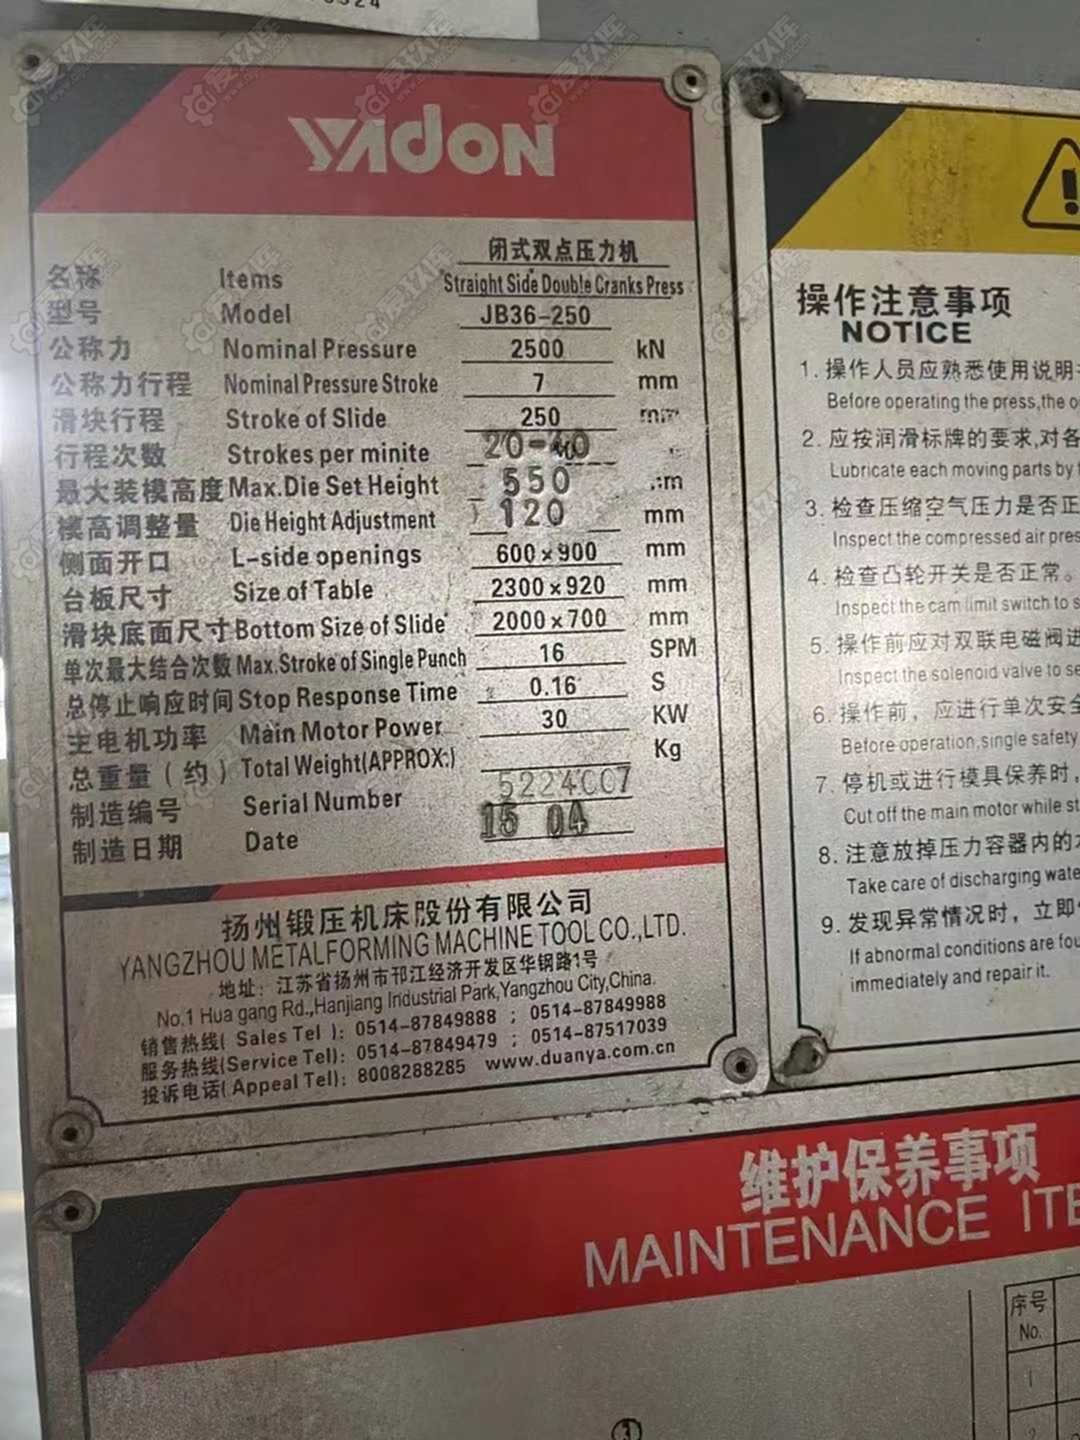 YADON
闭式双点压力机
名称 Items Straight Side Double Cranks Press
型号 Model JB36-250
公称力 Nominal Pressure 2500 kN
公称力行程 Nominal Pressure Stroke 7 mm
滑块行程 Stroke of Slide 250 mm
行程次数 Strokes per minite 20-40
最大装模高度 Max.Die Set Height 550 mm
模高调整量 Die Height Adjustment 120 mm
侧面开口 L-side openings 600×900 mm
台板尺寸 Size of Table 2300×920 mm
滑块底面尺寸 Bottom Size of Slide 2000×700 mm
单次最大结合次数 Max.Stroke of Single Punch 16 SPM
总停止响应时间 Stop Response Time 0.16 S
主电机功率 Main Motor Power 30 KW
总重量(约) Total Weight(APPROX:) Kg
制造编号 Serial Number 5224C07
制造日期 Date 15 04
扬州锻压机床股份有限公司
YANGZHOU METALFORMING MACHINE TOOL CO.,LTD.
地址：江苏省扬州市邗江经济开发区华钢路1号
No.1 Hua gang Rd.,Hanjiang Industrial Park,Yangzhou City,China.
销售热线( Sales Tel ): 0514-87849888 ; 0514-87849988
服务热线(Service Tel): 0514-87849479 ; 0514-87517039
投诉电话(Appeal Tel): 8008288285 www.duanya.com.cn
操作注意事项
NOTICE
1. 操作人员应熟悉使用说明
Before operating the press,the
2. 应按润滑标牌的要求,对各
Lubricate each moving parts by
3. 检查压缩空气压力是否正
Inspect the compressed air pres
4. 检查凸轮开关是否正常。
Inspect the cam limit switch to s
5. 操作前应对双联电磁阀进
Inspect the solenoid valve to se
6. 操作前，应进行单次安全
Before operation,single safety
7. 停机或进行模具保养时，
Cut off the main motor while st
8. 注意放掉压力容器内的
Take care of discharging wate
9. 发现异常情况时，立即
If abnormal conditions are fou
immediately and repair it.
维护保养事项
MAINTENANCE ITE
序号
No.
1
2
3